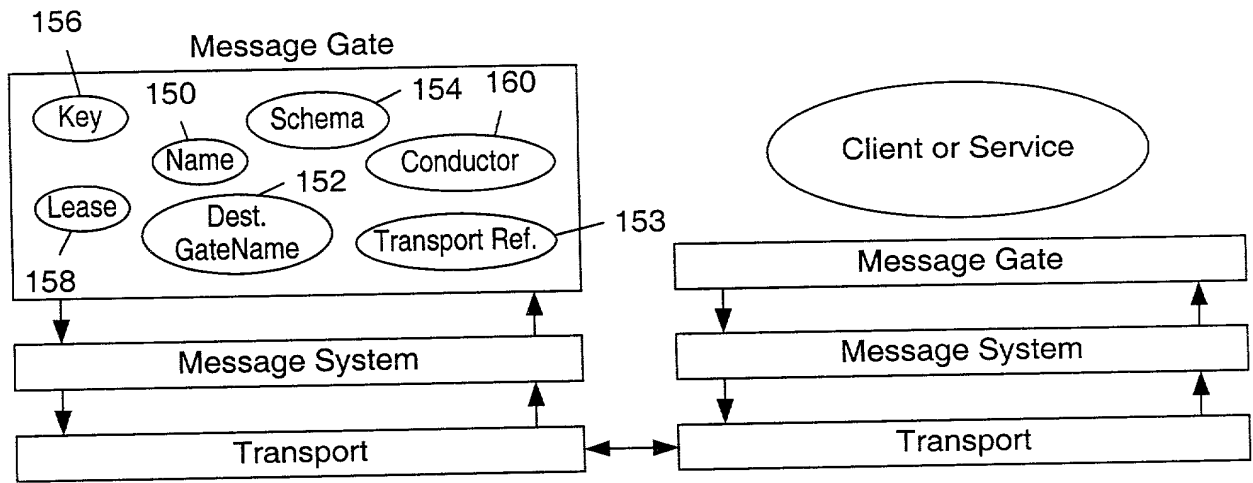 156
Message Gate
150
154
160
Key
Schema
Name
Conductor
Client or Service
152
Lease
Dest.
GateName
Transport Ref.
153
158
Message Gate
Message System
Message System
Transport
Transport